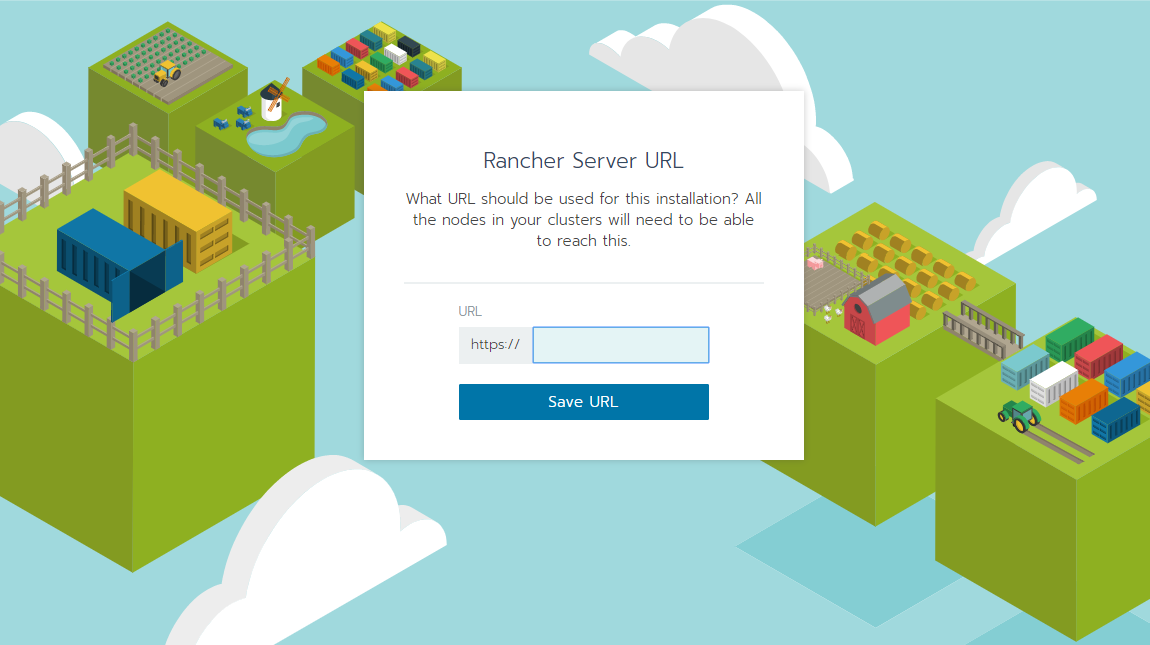 Rancher Server URL
What URL should be used for this installation? All
the nodes in your clusters will need to be able
to reach this.
URL
https://
Save URL